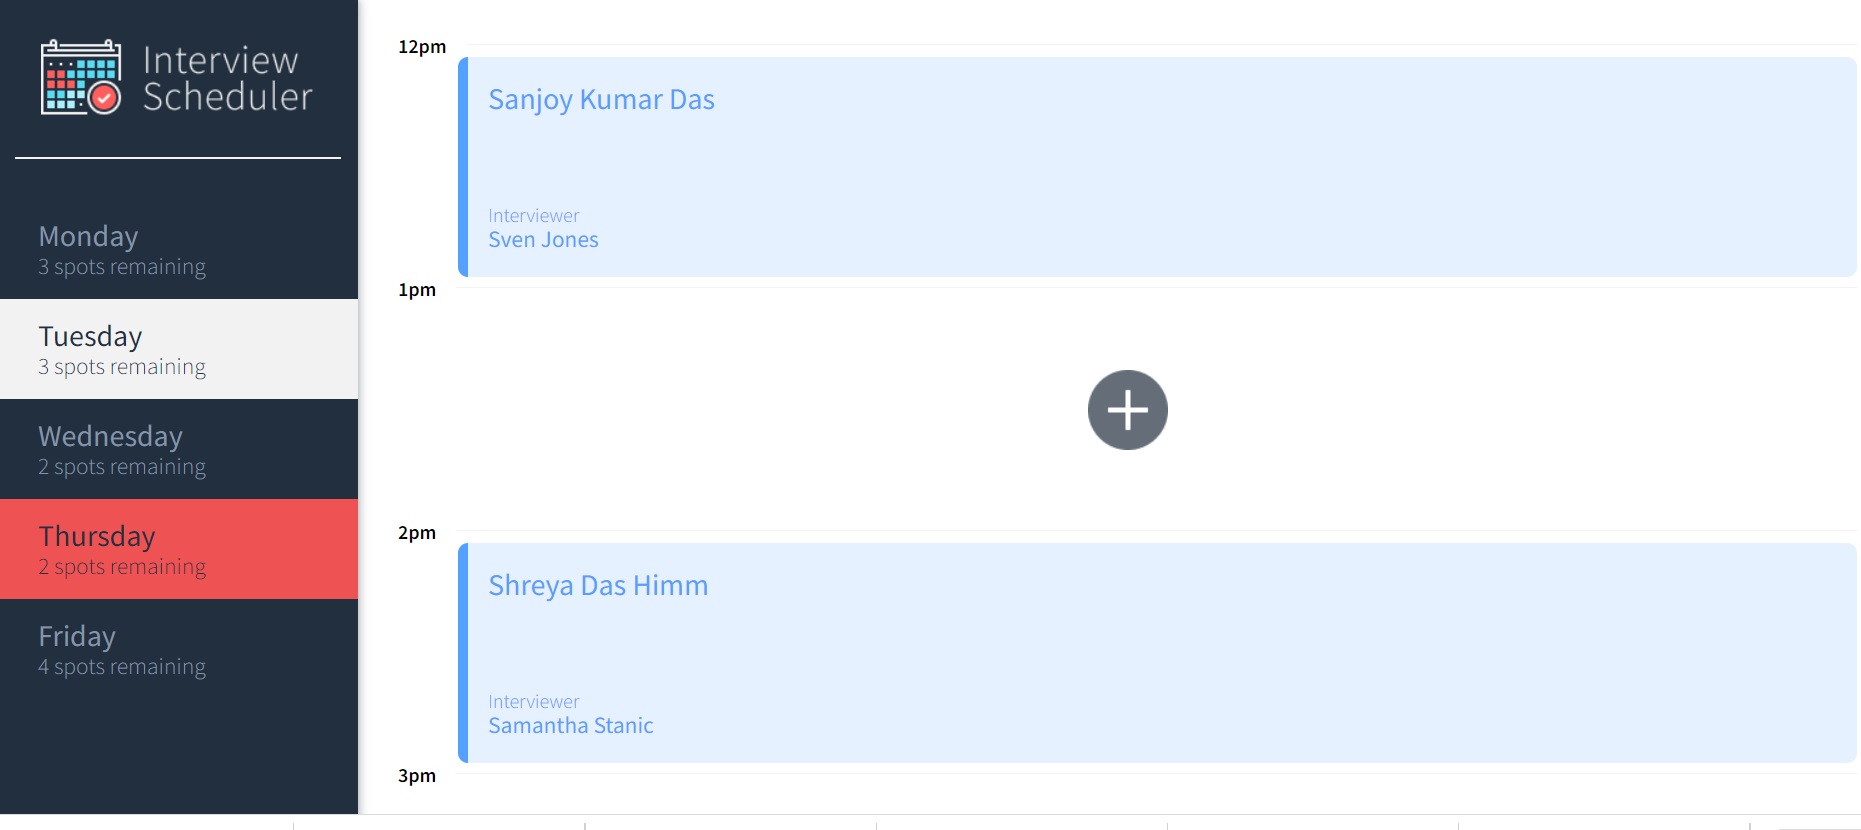 Interview
Scheduler
Monday
3 spots remaining
Tuesday
3 spots remaining
Wednesday
2 spots remaining
Thursday
2 spots remaining
Friday
4 spots remaining
12pm
Sanjoy Kumar Das
Interviewer
Sven Jones
1pm
2pm
Shreya Das Himm
Interviewer
Samantha Stanic
3pm